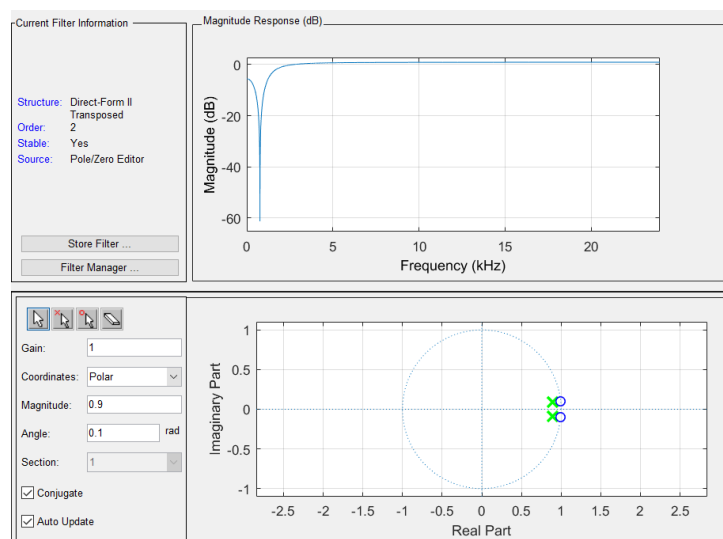 Current Filter Information
Structure: Direct-Form II
Transposed
Order: 2
Stable: Yes
Source: Pole/Zero Editor
Store Filter ...
Filter Manager ...
Magnitude Response (dB)
0
-20
-40
-60
Magnitude (dB)
0 5 10 15 20
Frequency (kHz)
Gain: 1
Coordinates: Polar
Magnitude: 0.9
Angle: 0.1 rad
Section: 1
Conjugate
Auto Update
1
0.5
0
-0.5
-1
Imaginary Part
-2.5 -2 -1.5 -1 -0.5 0 0.5 1 1.5 2 2.5
Real Part